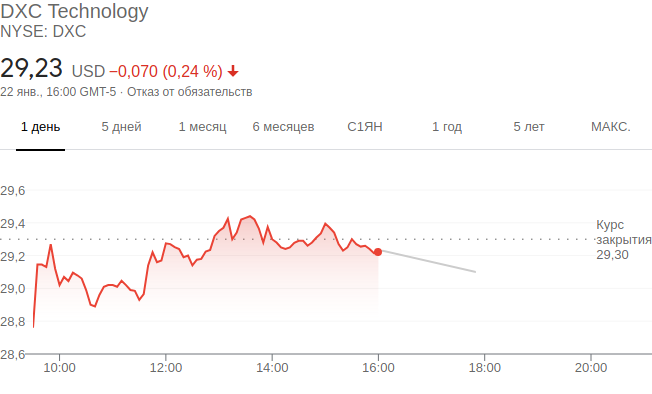 DXC Technology
NYSE: DXC
29,23 USD −0,070 (0,24 %)
22 янв., 16:00 GMT-5 · Отказ от обязательств
1 день 5 дней 1 месяц 6 месяцев С1ЯН 1 год 5 лет МАКС.
29,6
29,4
Курс
закрытия
29,30
29,2
29,0
28,8
28,6
10:00 12:00 14:00 16:00 18:00 20:00